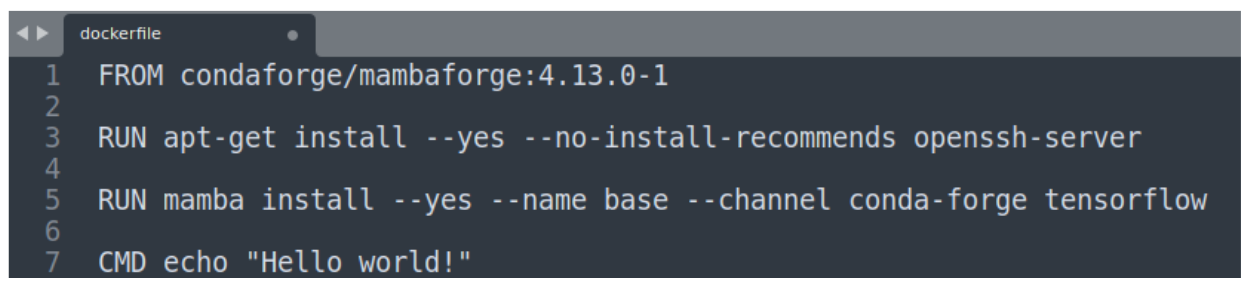 dockerfile
1 FROM condaforge/mambaforge:4.13.0-1
2
3 RUN apt-get install --yes --no-install-recommends openssh-server
4
5 RUN mamba install --yes --name base --channel conda-forge tensorflow
6
7 CMD echo "Hello world!"